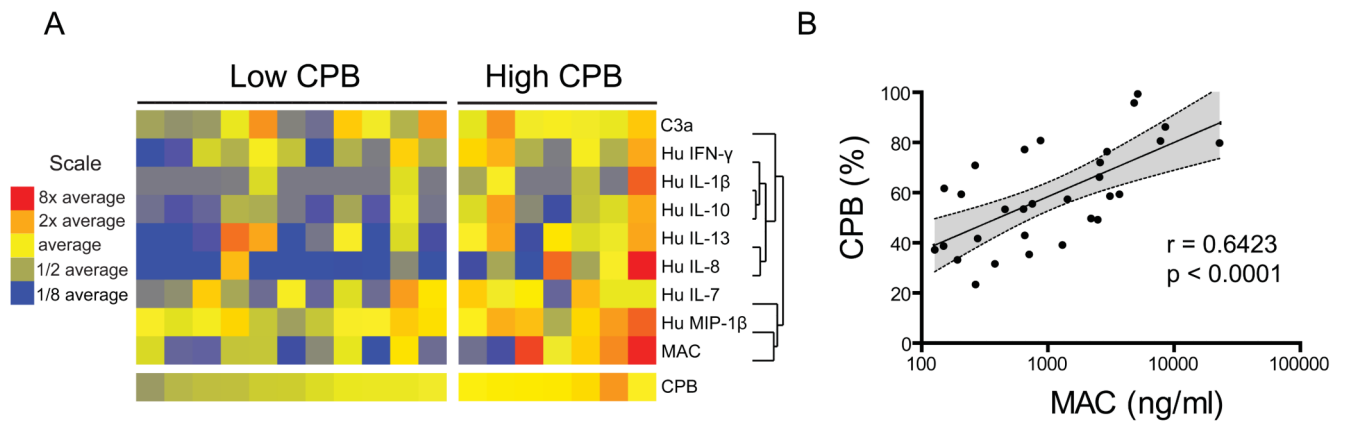 A
Low CPB
High CPB
Scale
8x average
2x average
average
1/2 average
1/8 average
C3a
Hu IFN-γ
Hu IL-1β
Hu IL-10
Hu IL-13
Hu IL-8
Hu IL-7
Hu MIP-1β
MAC
CPB
B
CPB (%)
100
80
60
40
20
0
r = 0.6423
p < 0.0001
100
1000
10000
100000
MAC (ng/ml)